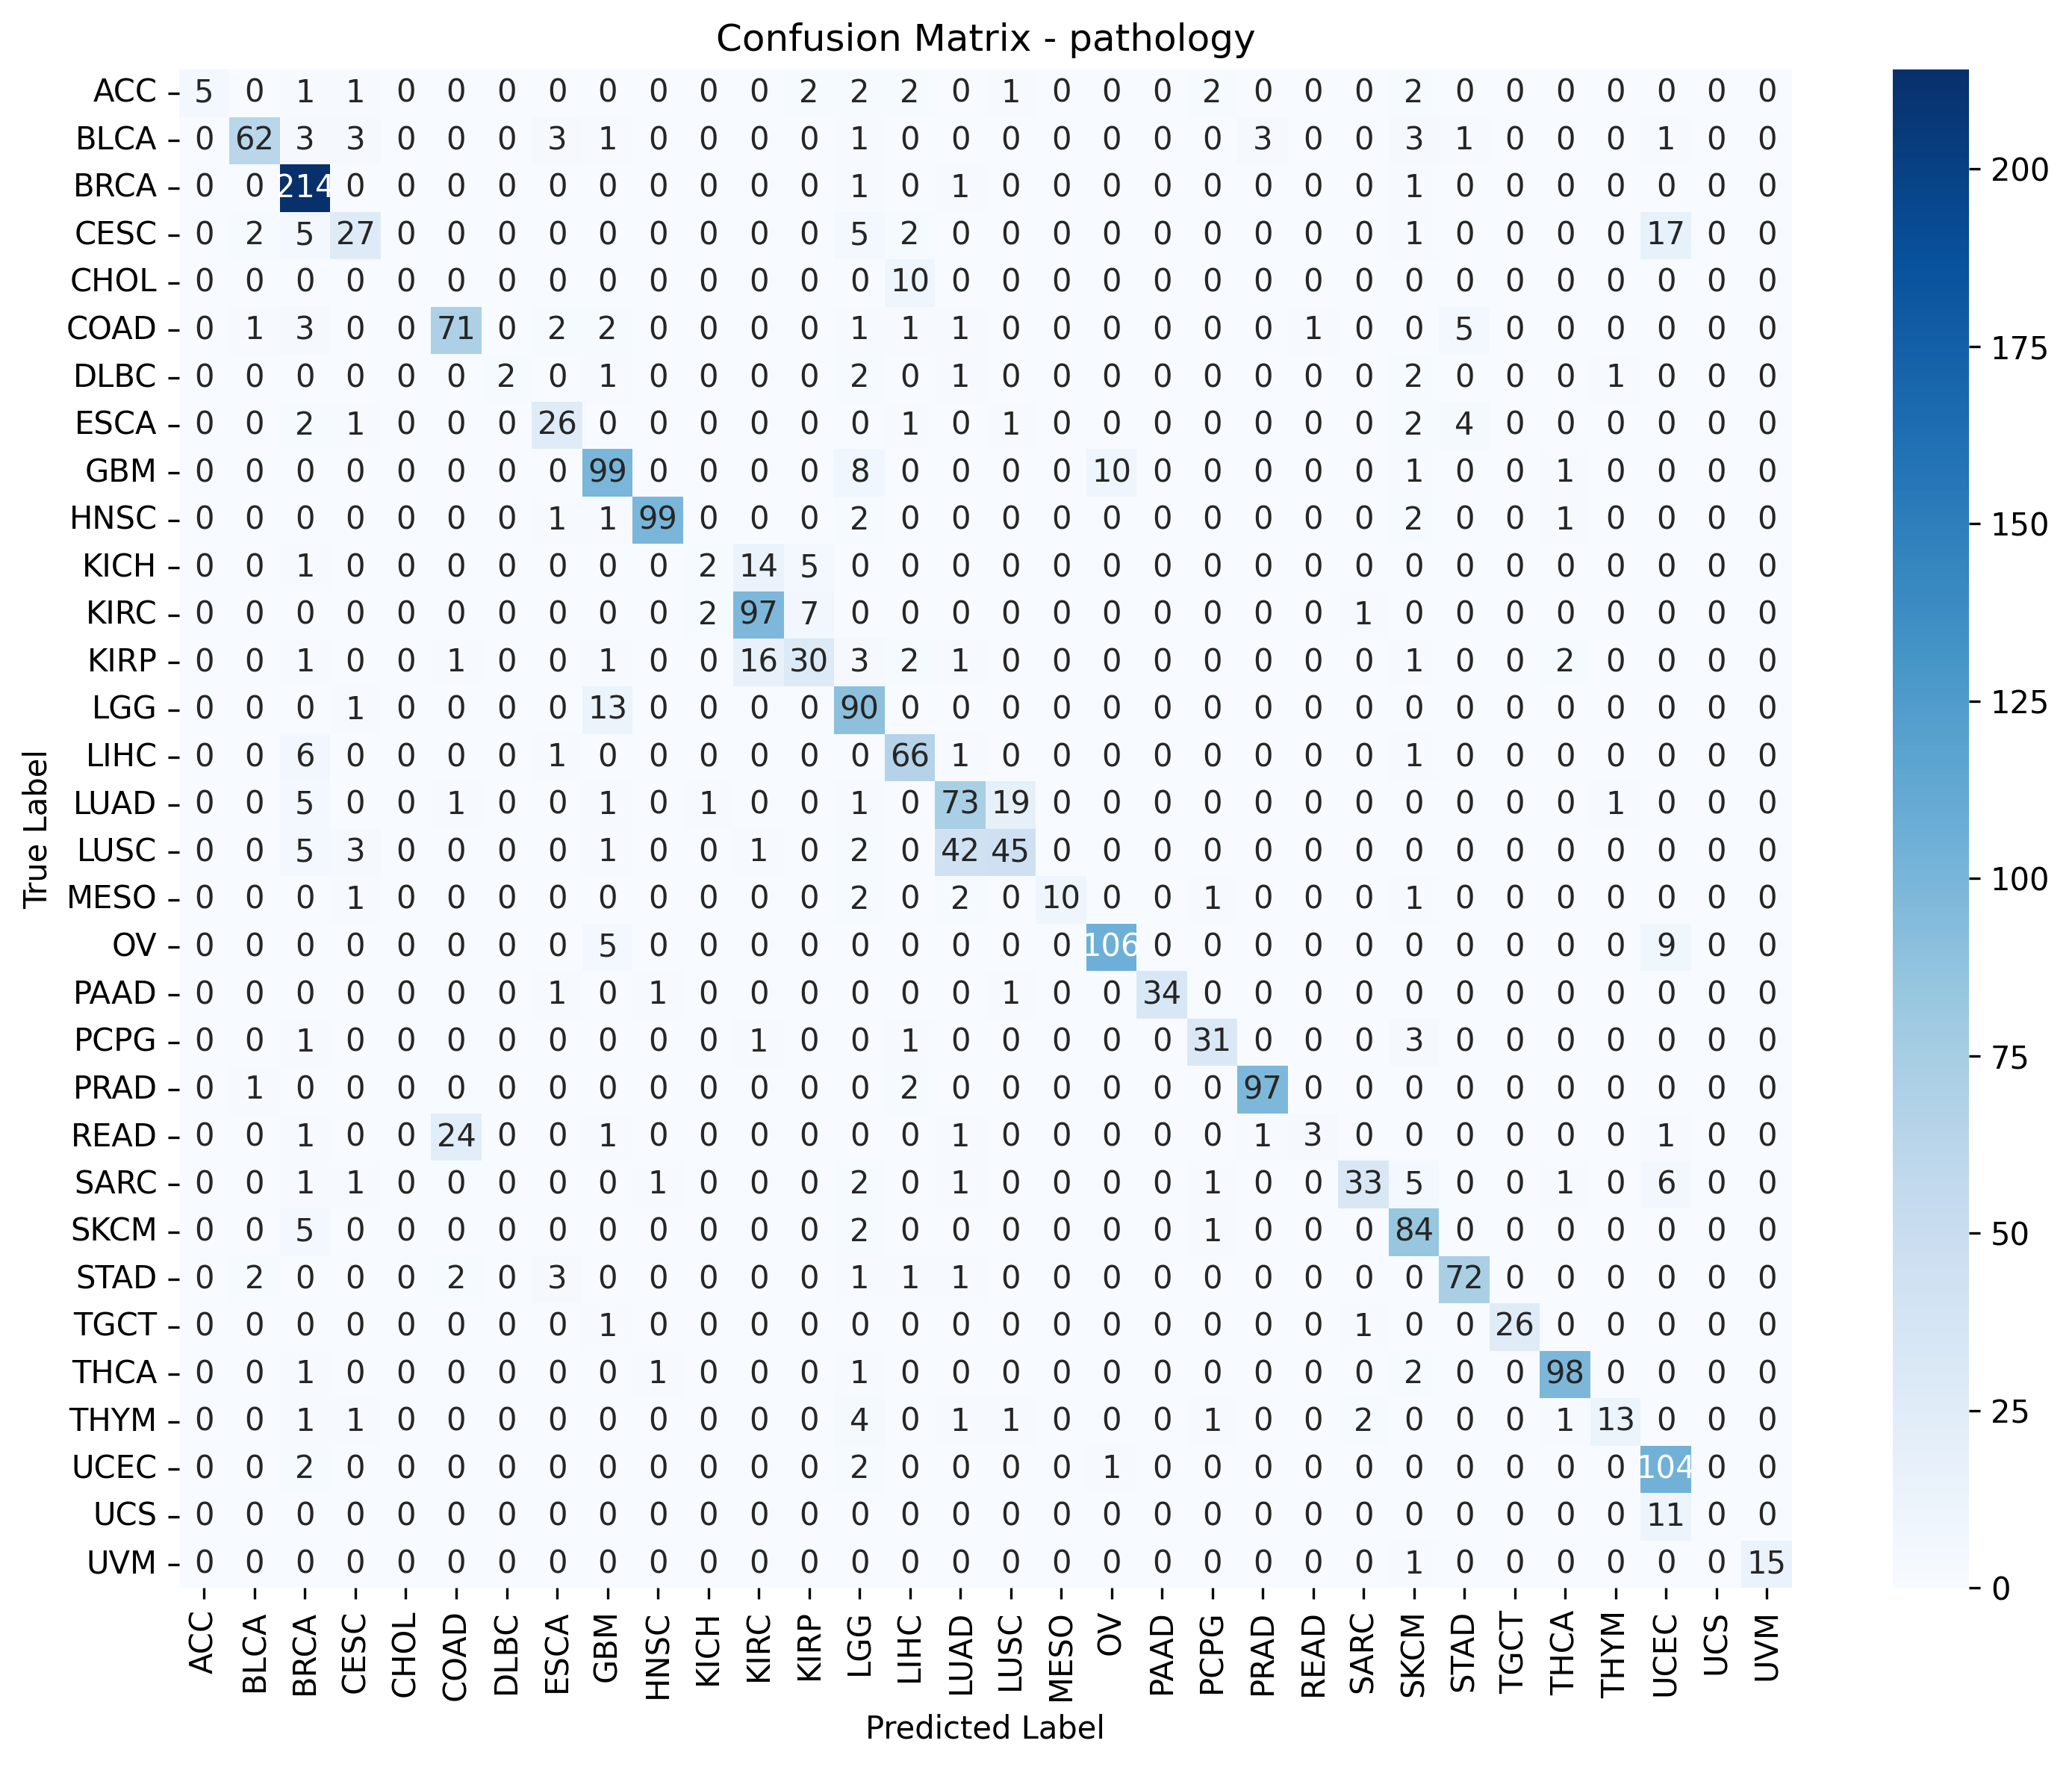 Confusion Matrix - pathology
ACC 5 0 1 1 0 0 0 0 0 0 0 0 2 2 2 0 1 0 0 0 2 0 0 0 2 0 0 0 0 0 0 0
BLCA 0 62 3 3 0 0 0 3 1 0 0 0 0 1 0 0 0 0 0 0 0 3 0 0 3 1 0 0 0 1 0 0
BRCA 0 0 214 0 0 0 0 0 0 0 0 0 0 1 0 1 0 0 0 0 0 0 0 0 1 0 0 0 0 0 0 0
CESC 0 2 5 27 0 0 0 0 0 0 0 0 0 5 2 0 0 0 0 0 0 0 0 0 1 0 0 0 0 17 0 0
CHOL 0 0 0 0 0 0 0 0 0 0 0 0 0 0 10 0 0 0 0 0 0 0 0 0 0 0 0 0 0 0 0 0
COAD 0 1 3 0 0 71 0 2 2 0 0 0 0 1 1 1 0 0 0 0 0 0 1 0 0 5 0 0 0 0 0 0
DLBC 0 0 0 0 0 0 2 0 1 0 0 0 0 2 0 1 0 0 0 0 0 0 0 0 2 0 0 0 1 0 0 0
ESCA 0 0 2 1 0 0 0 26 0 0 0 0 0 0 1 0 1 0 0 0 0 0 0 0 2 4 0 0 0 0 0 0
GBM 0 0 0 0 0 0 0 0 99 0 0 0 0 8 0 0 0 0 10 0 0 0 0 0 1 0 0 1 0 0 0 0
HNSC 0 0 0 0 0 0 0 1 1 99 0 0 0 2 0 0 0 0 0 0 0 0 0 0 2 0 0 1 0 0 0 0
KICH 0 0 1 0 0 0 0 0 0 0 2 14 5 0 0 0 0 0 0 0 0 0 0 0 0 0 0 0 0 0 0 0
KIRC 0 0 0 0 0 0 0 0 0 0 2 97 7 0 0 0 0 0 0 0 0 0 0 1 0 0 0 0 0 0 0 0
KIRP 0 0 1 0 0 1 0 0 1 0 0 16 30 3 2 1 0 0 0 0 0 0 0 0 1 0 0 2 0 0 0 0
LGG 0 0 0 1 0 0 0 0 13 0 0 0 0 90 0 0 0 0 0 0 0 0 0 0 0 0 0 0 0 0 0 0
LIHC 0 0 6 0 0 0 0 1 0 0 0 0 0 0 66 1 0 0 0 0 0 0 0 0 1 0 0 0 0 0 0 0
LUAD 0 0 5 0 0 1 0 0 1 0 1 0 0 1 0 73 19 0 0 0 0 0 0 0 0 0 0 0 1 0 0 0
LUSC 0 0 5 3 0 0 0 0 1 0 0 1 0 2 0 42 45 0 0 0 0 0 0 0 0 0 0 0 0 0 0 0
MESO 0 0 0 1 0 0 0 0 0 0 0 0 0 2 0 2 0 10 0 0 1 0 0 0 1 0 0 0 0 0 0 0
OV 0 0 0 0 0 0 0 0 5 0 0 0 0 0 0 0 0 0 106 0 0 0 0 0 0 0 0 0 0 9 0 0
PAAD 0 0 0 0 0 0 0 1 0 1 0 0 0 0 0 0 1 0 0 34 0 0 0 0 0 0 0 0 0 0 0 0
PCPG 0 0 1 0 0 0 0 0 0 0 0 1 0 0 1 0 0 0 0 0 31 0 0 0 3 0 0 0 0 0 0 0
PRAD 0 1 0 0 0 0 0 0 0 0 0 0 0 0 2 0 0 0 0 0 0 97 0 0 0 0 0 0 0 0 0 0
READ 0 0 1 0 0 24 0 0 1 0 0 0 0 0 0 1 0 0 0 0 0 1 3 0 0 0 0 0 0 1 0 0
SARC 0 0 1 1 0 0 0 0 0 1 0 0 0 2 0 1 0 0 0 0 1 0 0 33 5 0 0 1 0 6 0 0
SKCM 0 0 5 0 0 0 0 0 0 0 0 0 0 2 0 0 0 0 0 0 1 0 0 0 84 0 0 0 0 0 0 0
STAD 0 2 0 0 0 2 0 3 0 0 0 0 0 1 1 1 0 0 0 0 0 0 0 0 0 72 0 0 0 0 0 0
TGCT 0 0 0 0 0 0 0 0 1 0 0 0 0 0 0 0 0 0 0 0 0 0 0 1 0 0 26 0 0 0 0 0
THCA 0 0 1 0 0 0 0 0 0 1 0 0 0 1 0 0 0 0 0 0 0 0 0 0 2 0 0 98 0 0 0 0
THYM 0 0 1 1 0 0 0 0 0 0 0 0 0 4 0 1 1 0 0 0 1 0 0 2 0 0 0 1 13 0 0 0
UCEC 0 0 2 0 0 0 0 0 0 0 0 0 0 2 0 0 0 0 1 0 0 0 0 0 0 0 0 0 0 104 0 0
UCS 0 0 0 0 0 0 0 0 0 0 0 0 0 0 0 0 0 0 0 0 0 0 0 0 0 0 0 0 0 11 0 0
UVM 0 0 0 0 0 0 0 0 0 0 0 0 0 0 0 0 0 0 0 0 0 0 0 0 1 0 0 0 0 0 0 15
ACC BLCA BRCA CESC CHOL COAD DLBC ESCA GBM HNSC KICH KIRC KIRP LGG LIHC LUAD LUSC MESO OV PAAD PCPG PRAD READ SARC SKCM STAD TGCT THCA THYM UCEC UCS UVM
Predicted Label
True Label
200
175
150
125
100
75
50
25
0